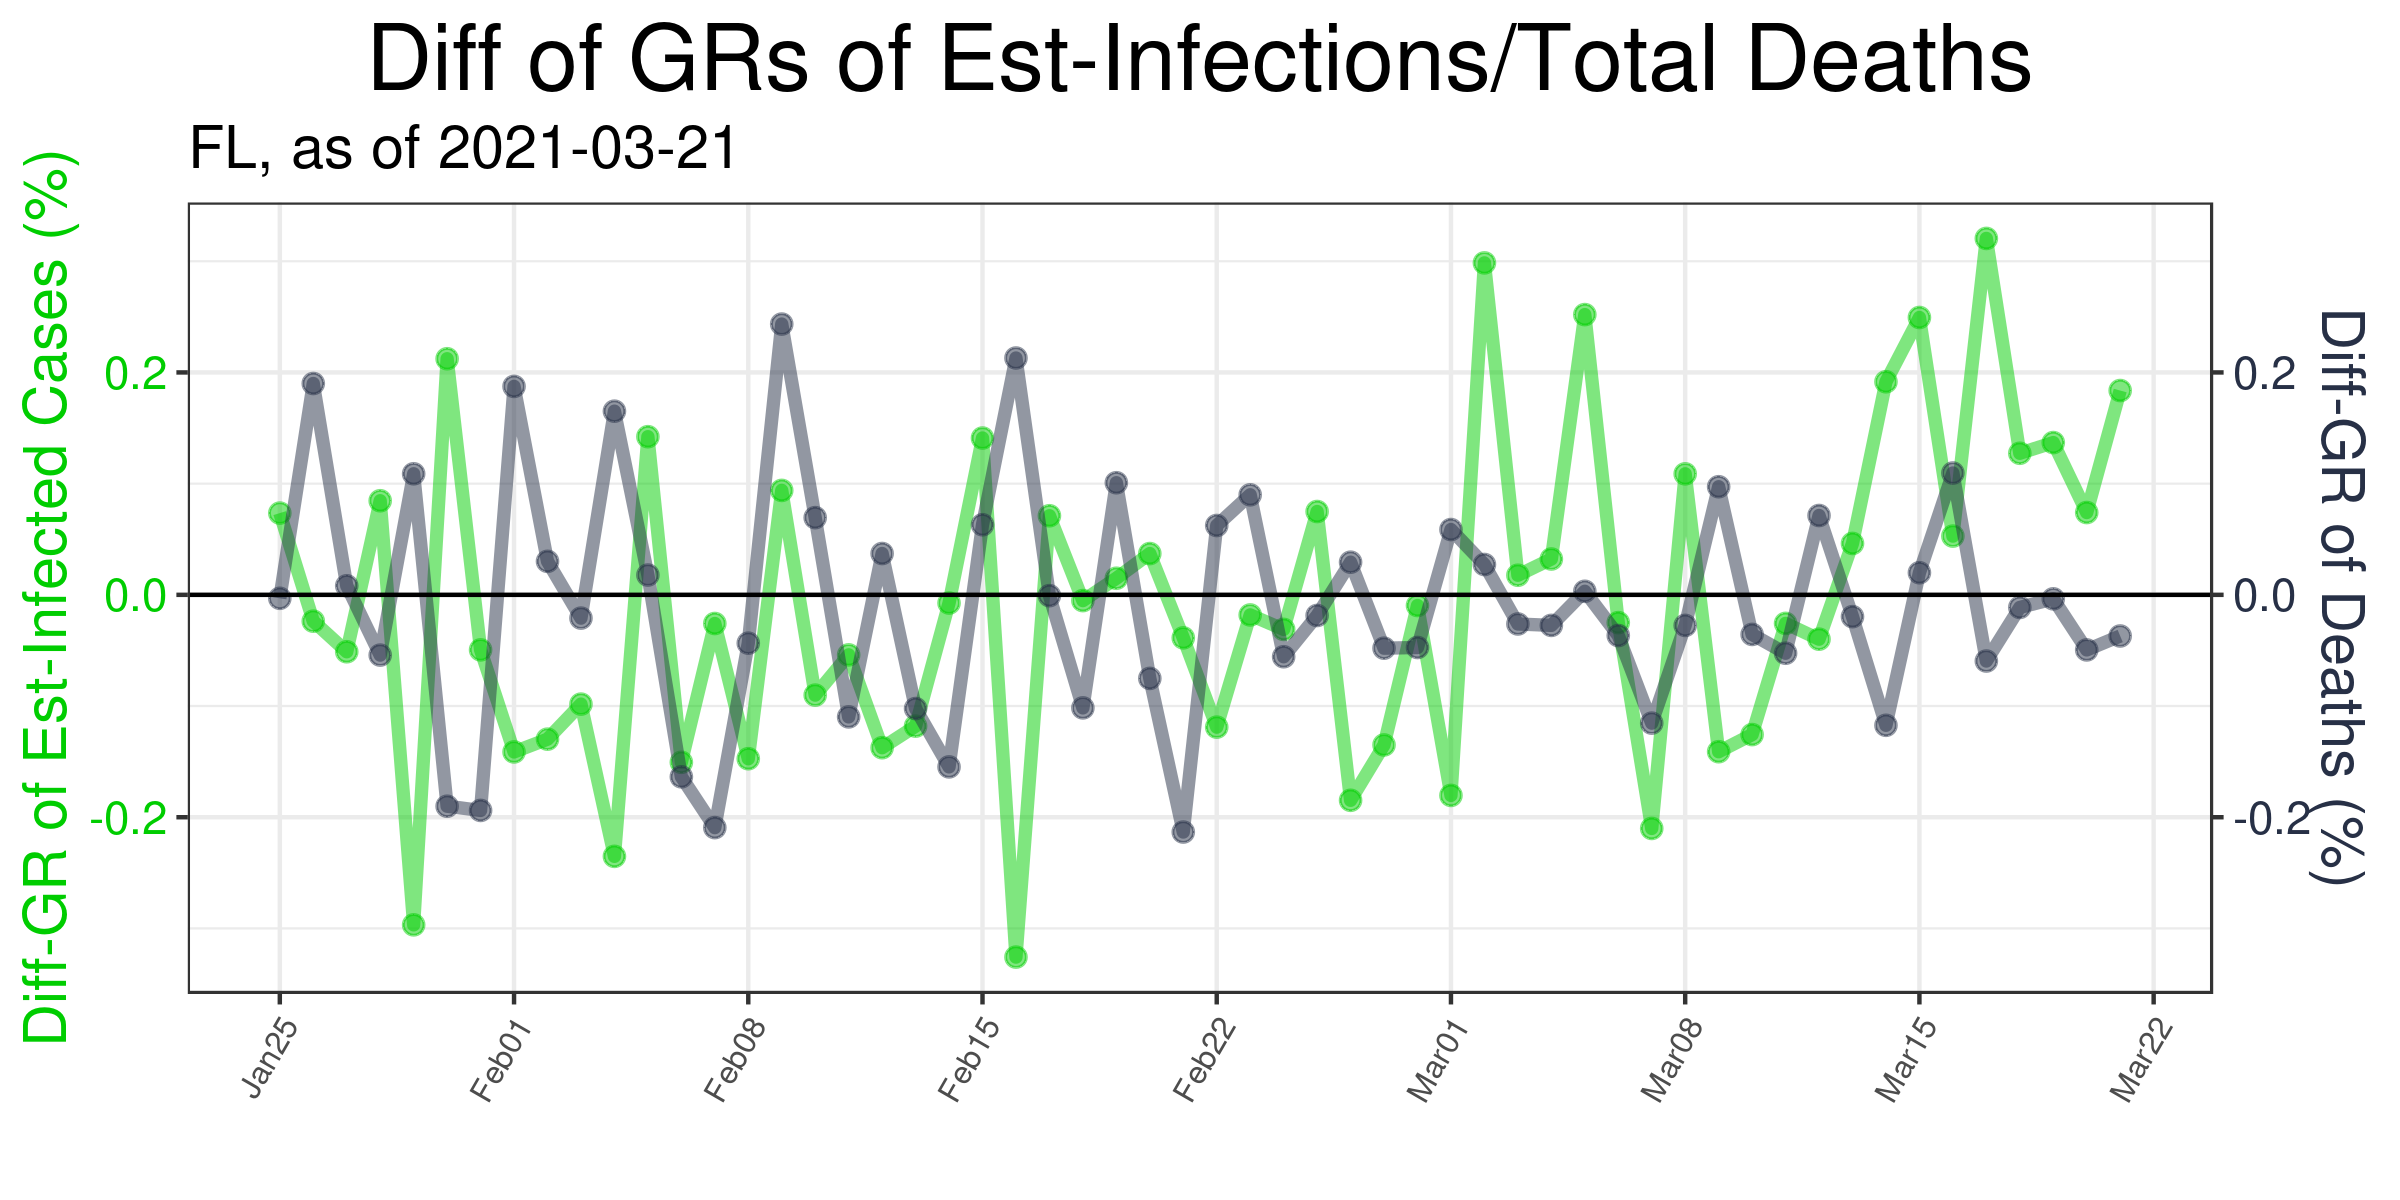 Diff of GRs of Est-Infections/Total Deaths
FL, as of 2021-03-21
Diff-GR of Est-Infected Cases (%)
0.2
0.0
-0.2
0.2
0.0
-0.2
Diff-GR of Deaths (%)
Jan25
Feb01
Feb08
Feb15
Feb22
Mar01
Mar08
Mar15
Mar22